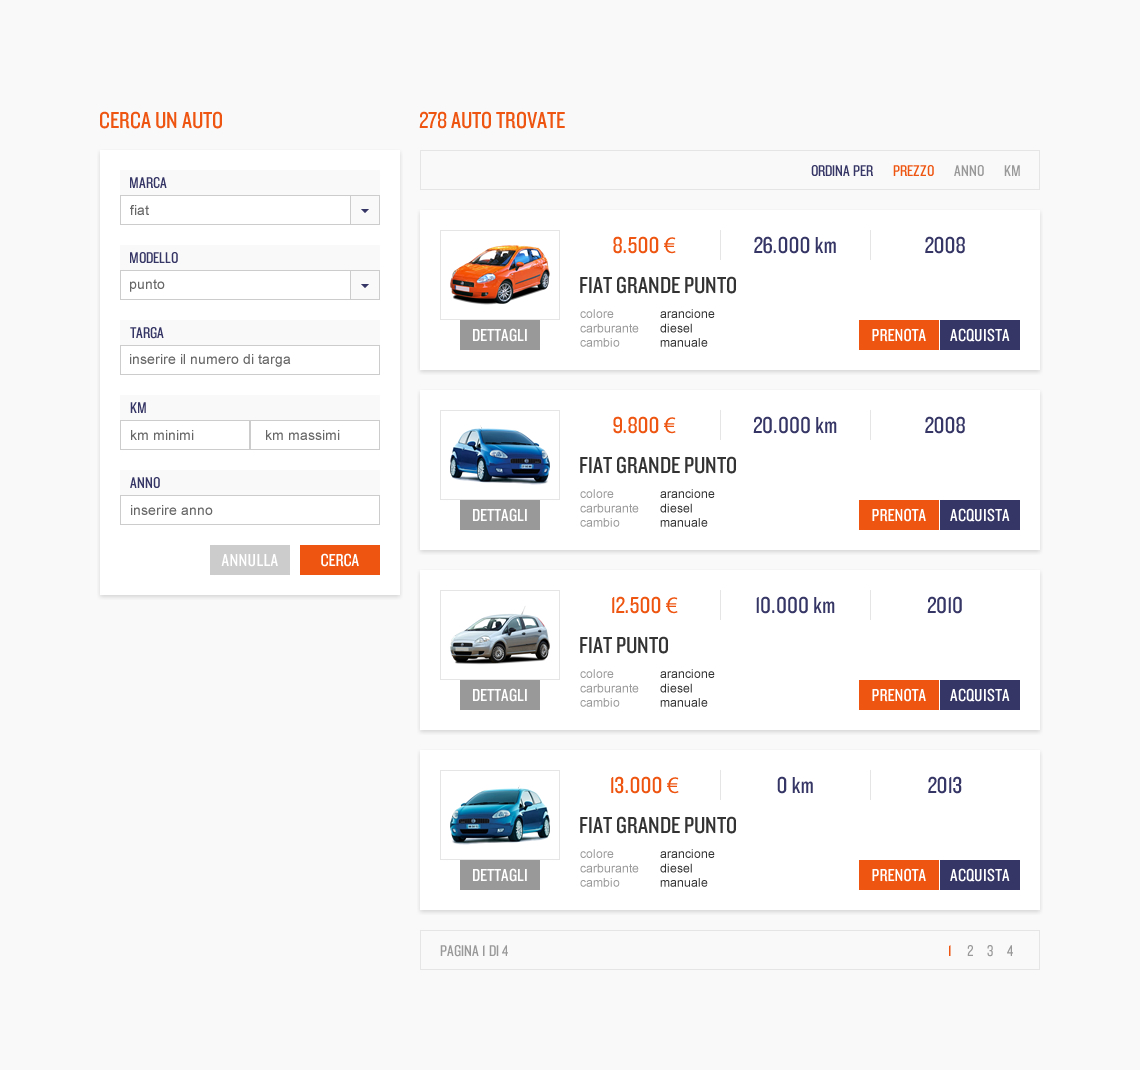 CERCA UN AUTO
MARCA
fiat
MODELLO
punto
TARGA
inserire il numero di targa
KM
km minimi km massimi
ANNO
inserire anno
ANNULLA CERCA
278 AUTO TROVATE
ORDINA PER PREZZO ANNO KM
8.500 € 26.000 km 2008
FIAT GRANDE PUNTO
colore arancione
carburante diesel
cambio manuale
DETTAGLI PRENOTA ACQUISTA
9.800 € 20.000 km 2008
FIAT GRANDE PUNTO
colore arancione
carburante diesel
cambio manuale
DETTAGLI PRENOTA ACQUISTA
12.500 € 10.000 km 2010
FIAT PUNTO
colore arancione
carburante diesel
cambio manuale
DETTAGLI PRENOTA ACQUISTA
13.000 € 0 km 2013
FIAT GRANDE PUNTO
colore arancione
carburante diesel
cambio manuale
DETTAGLI PRENOTA ACQUISTA
PAGINA 1 DI 4 1 2 3 4